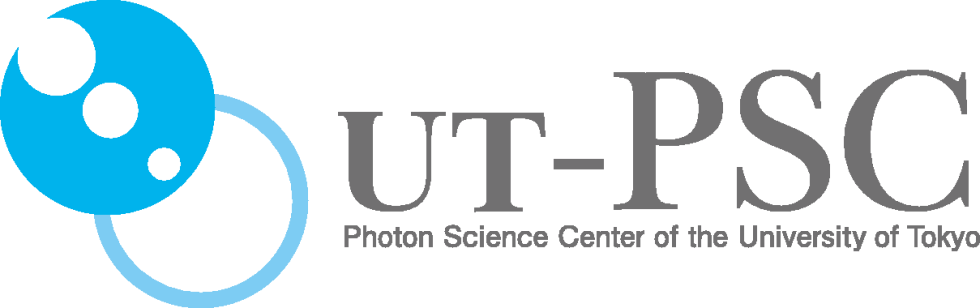 UT-PSC
Photon Science Center of the University of Tokyo